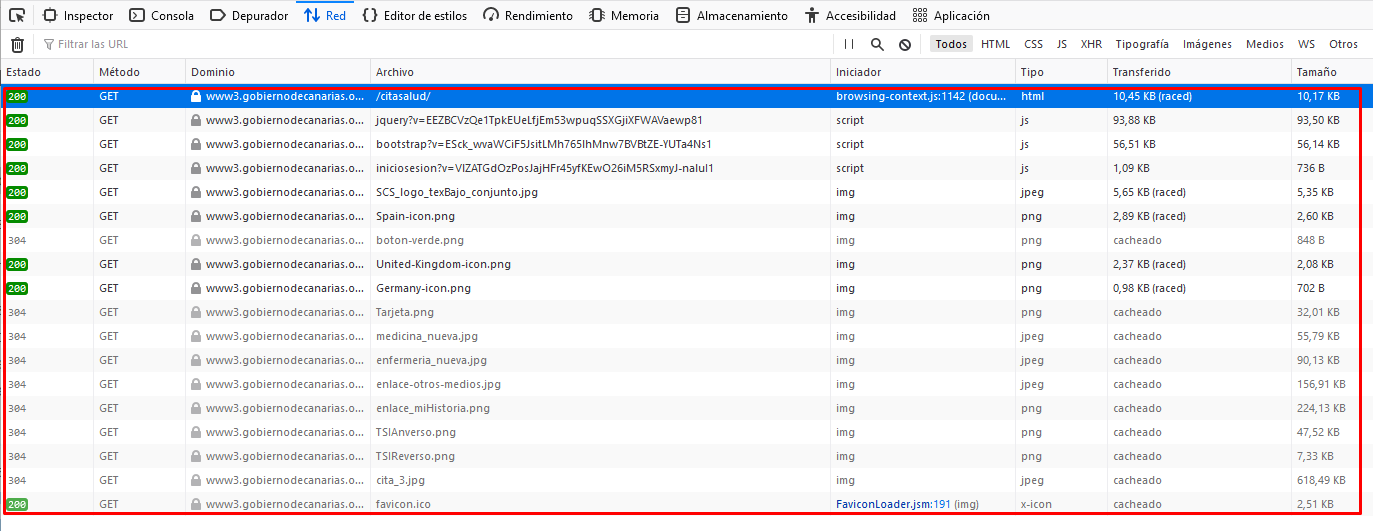 Inspector Consola Depurador Red Editor de estilos Rendimiento Memoria Almacenamiento Accesibilidad Aplicación
Filtrar las URL Todos HTML CSS JS XHR Tipografía Imágenes Medios WS Otros
Estado Método Dominio Archivo Iniciador Tipo Transferido Tamaño
200 GET www3.gobiernodecanarias.o... /citasalud/ browsing-context.js:1142 (docu... html 10,45 KB (raced) 10,17 KB
200 GET www3.gobiernodecanarias.o... jquery?v=EEZBCVzQe1TpkEUeLfjEm53wpuqSSXGjiXFWAVaewp81 script js 93,88 KB 93,50 KB
200 GET www3.gobiernodecanarias.o... bootstrap?v=ESck_wvaWCiF5JsitLMh765IhMnw7BVBtZE-YUTa4Ns1 script js 56,51 KB 56,14 KB
200 GET www3.gobiernodecanarias.o... iniciosesion?v=VIZATGdOzPosJajHFr45yfKEwO26iM5RSxmyJ-naIuI1 script js 1,09 KB 736 B
200 GET www3.gobiernodecanarias.o... SCS_logo_texBajo_conjunto.jpg img jpeg 5,65 KB (raced) 5,35 KB
200 GET www3.gobiernodecanarias.o... Spain-icon.png img png 2,89 KB (raced) 2,60 KB
304 GET www3.gobiernodecanarias.o... boton-verde.png img png cacheado 848 B
200 GET www3.gobiernodecanarias.o... United-Kingdom-icon.png img png 2,37 KB (raced) 2,08 KB
200 GET www3.gobiernodecanarias.o... Germany-icon.png img png 0,98 KB (raced) 702 B
304 GET www3.gobiernodecanarias.o... Tarjeta.png img png cacheado 32,01 KB
304 GET www3.gobiernodecanarias.o... medicina_nueva.jpg img jpeg cacheado 55,79 KB
304 GET www3.gobiernodecanarias.o... enfermeria_nueva.jpg img jpeg cacheado 90,13 KB
304 GET www3.gobiernodecanarias.o... enlace-otros-medios.jpg img jpeg cacheado 156,91 KB
304 GET www3.gobiernodecanarias.o... enlace_miHistoria.png img png cacheado 224,13 KB
304 GET www3.gobiernodecanarias.o... TSIAnverso.png img png cacheado 47,52 KB
304 GET www3.gobiernodecanarias.o... TSIReverso.png img png cacheado 7,33 KB
304 GET www3.gobiernodecanarias.o... cita_3.jpg img jpeg cacheado 618,49 KB
200 GET www3.gobiernodecanarias.o... favicon.ico FaviconLoader.jsm:191 (img) x-icon cacheado 2,51 KB